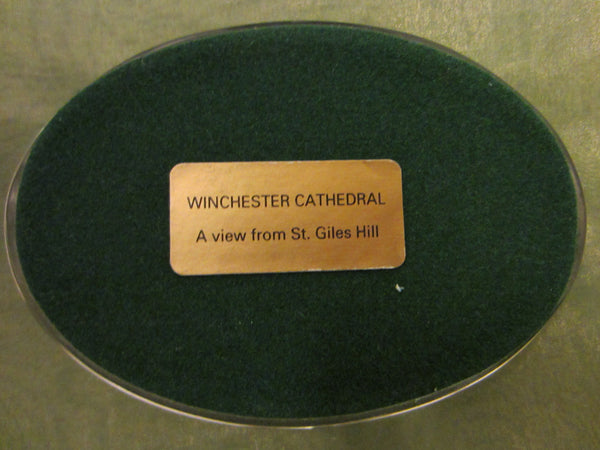 WINCHESTER CATHEDRAL
A view from St. Giles Hill